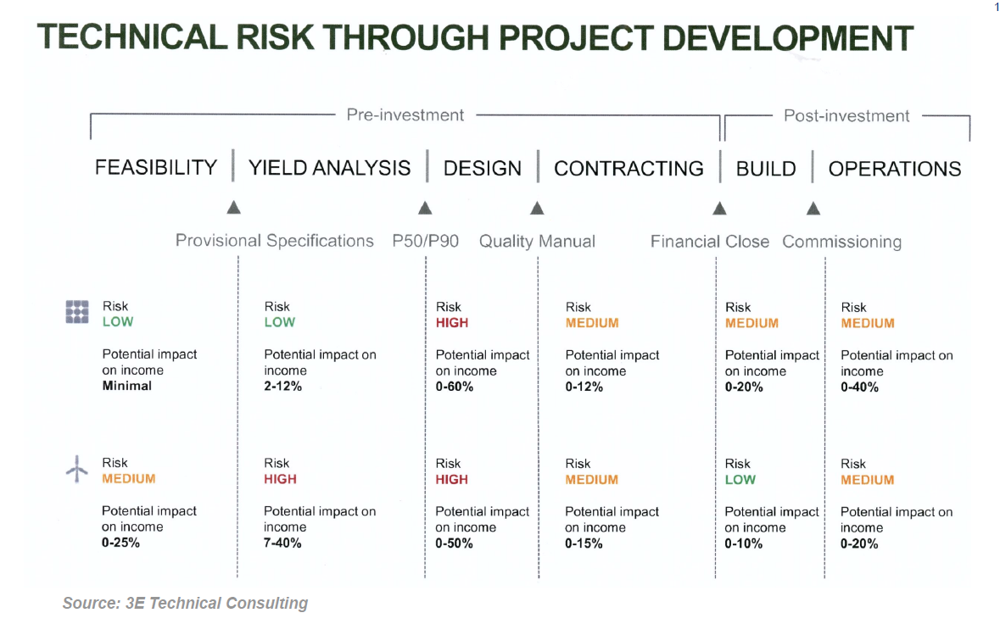 1
TECHNICAL RISK THROUGH PROJECT DEVELOPMENT
Pre-investment
Post-investment
FEASIBILITY
YIELD ANALYSIS
DESIGN
CONTRACTING
BUILD
OPERATIONS
Provisional Specifications
P50/P90
Quality Manual
Financial Close
Commissioning
Risk
LOW
Potential impact
on income
Minimal
Risk
LOW
Potential impact on
income
2-12%
Risk
HIGH
Potential impact
on income
0-60%
Risk
MEDIUM
Potential impact
on income
0-12%
Risk
MEDIUM
Potential impact
on income
0-20%
Risk
MEDIUM
Potential impact on
income
0-40%
Risk
MEDIUM
Potential impact
on income
0-25%
Risk
HIGH
Potential impact on
income
7-40%
Risk
HIGH
Potential impact
on income
0-50%
Risk
MEDIUM
Potential impact
on income
0-15%
Risk
LOW
Potential impact
on income
0-10%
Risk
MEDIUM
Potential impact on
income
0-20%
Source: 3E Technical Consulting